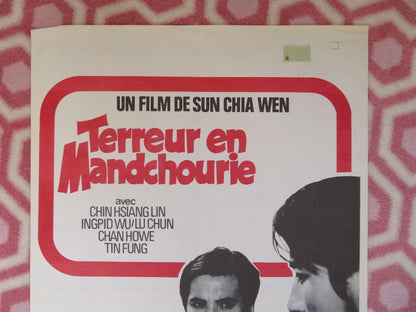 J
UN FILM DE SUN CHIA WEN
Terreur en
Mandchourie
avec
CHIN HSIANG LIN
INGPID WU/LU CHUN
CHAN HOWE
TIN FUNG